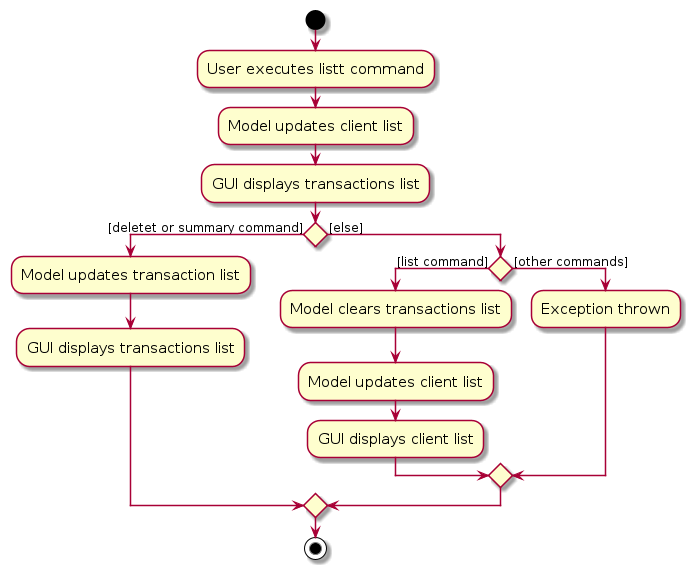 User executes listt command
Model updates client list
GUI displays transactions list
[deletet or summary command]
[else]
Model updates transaction list
GUI displays transactions list
[list command]
[other commands]
Model clears transactions list
Exception thrown
Model updates client list
GUI displays client list